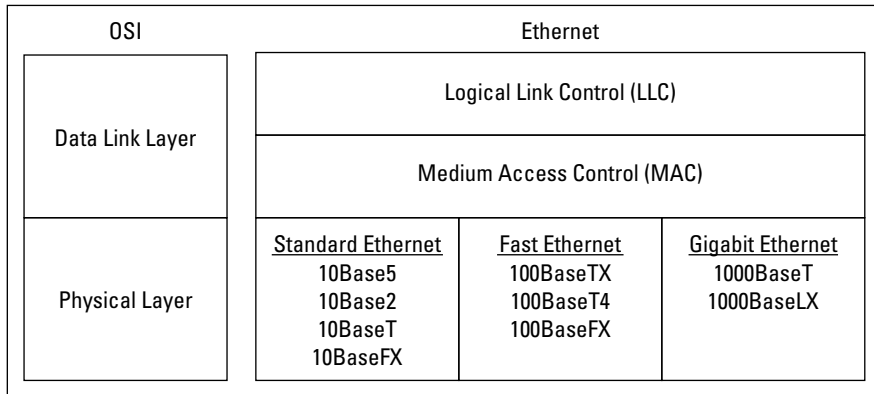 OSI
Ethernet
Data Link Layer
Logical Link Control (LLC)
Medium Access Control (MAC)
Physical Layer
Standard Ethernet
10Base5
10Base2
10BaseT
10BaseFX
Fast Ethernet
100BaseTX
100BaseT4
100BaseFX
Gigabit Ethernet
1000BaseT
1000BaseLX